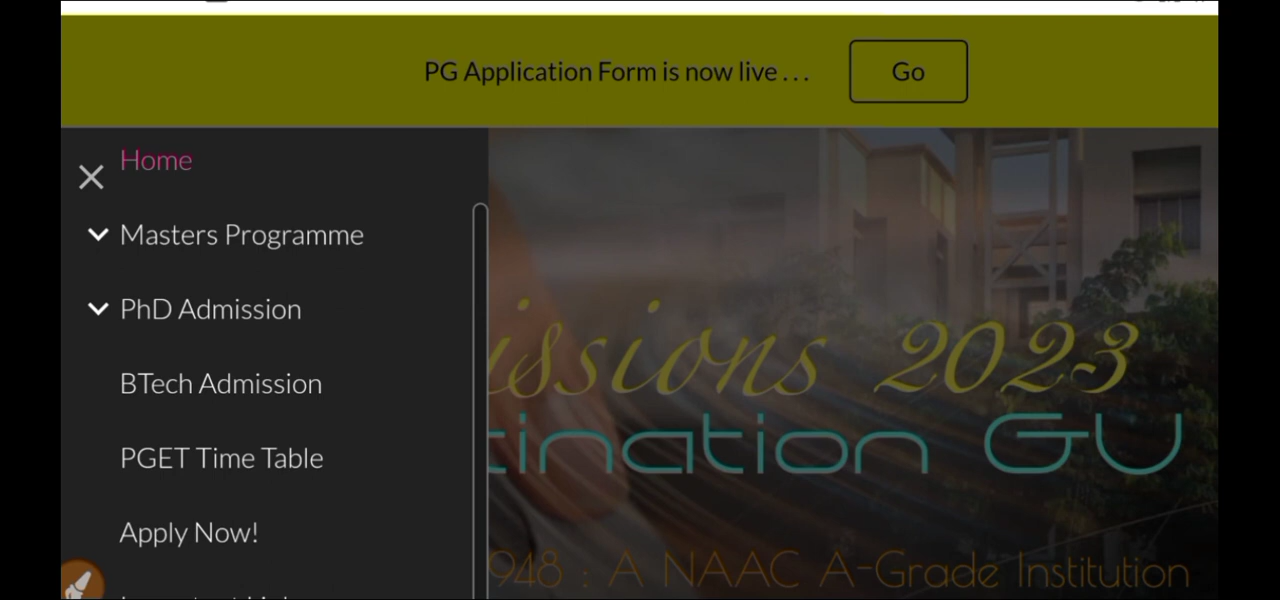 PG Application Form is now live . . .
Go
Home
Masters Programme
PhD Admission
BTech Admission
PGET Time Table
Apply Now!
issions 2023
tination GU
948 : A NAAC A-Grade Institution